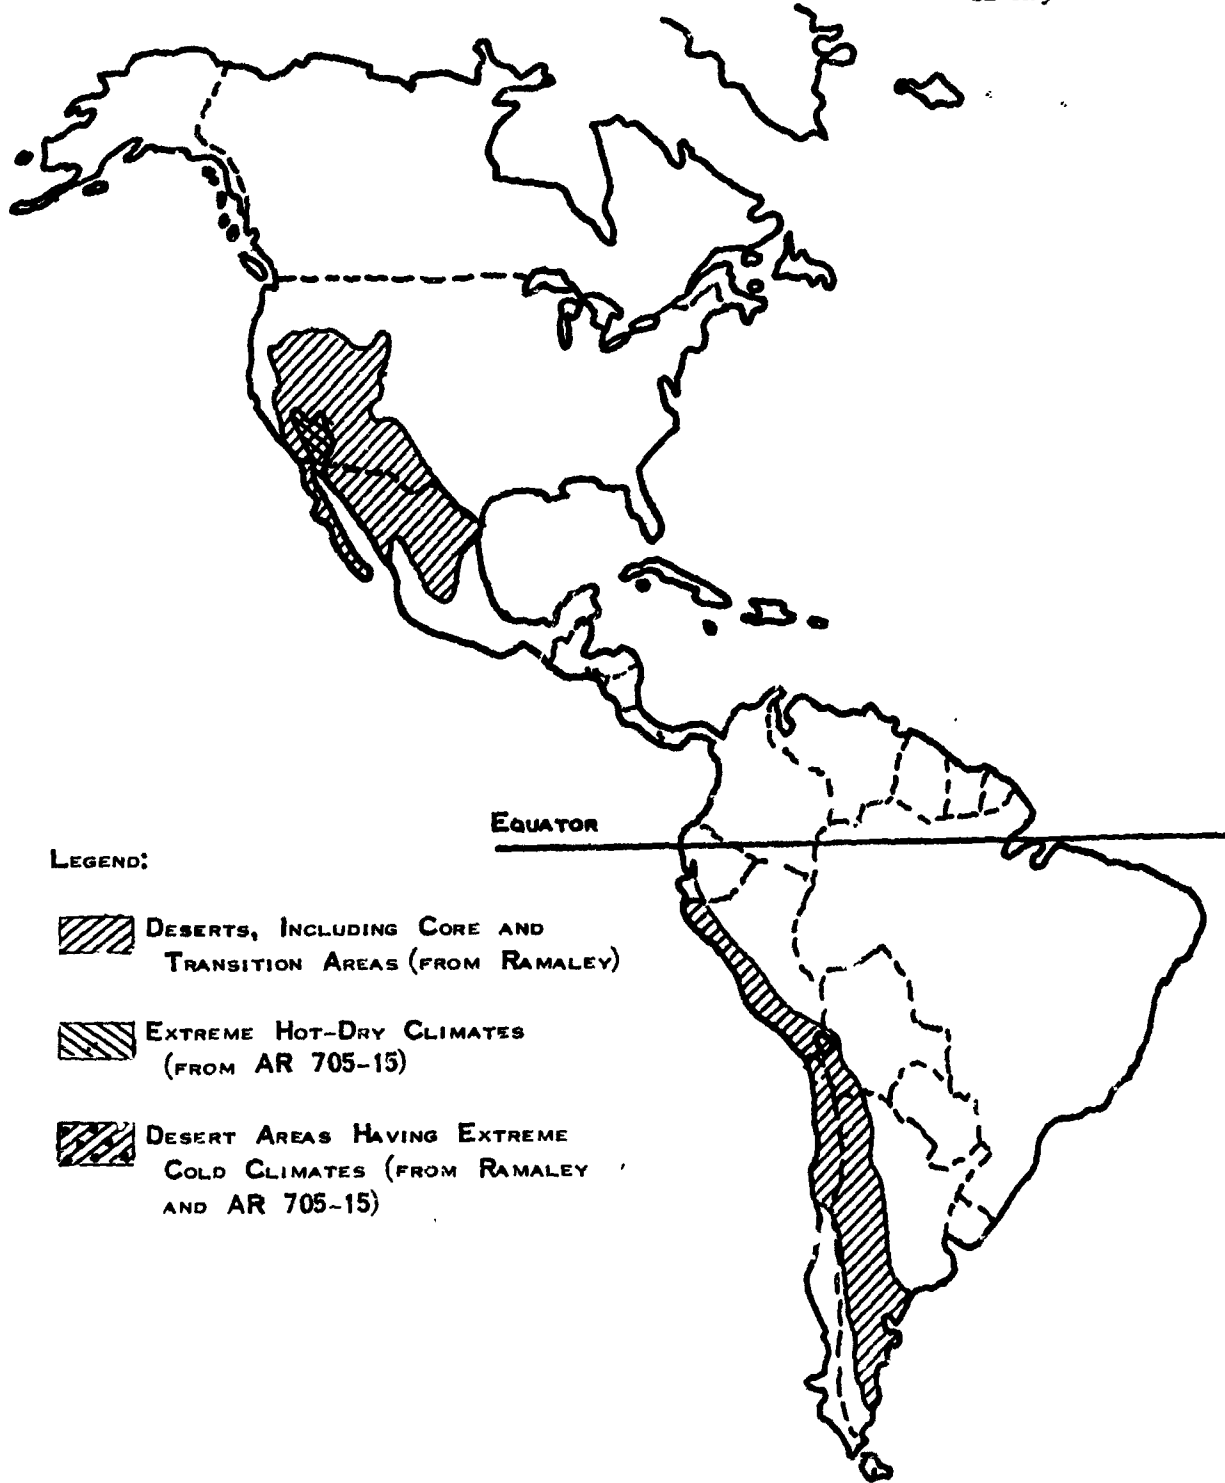 EQUATOR
LEGEND:
DESERTS, INCLUDING CORE AND
TRANSITION AREAS (FROM RAMALEY)
EXTREME HOT-DRY CLIMATES
(FROM AR 705-15)
DESERT AREAS HAVING EXTREME
COLD CLIMATES (FROM RAMALEY
AND AR 705-15)